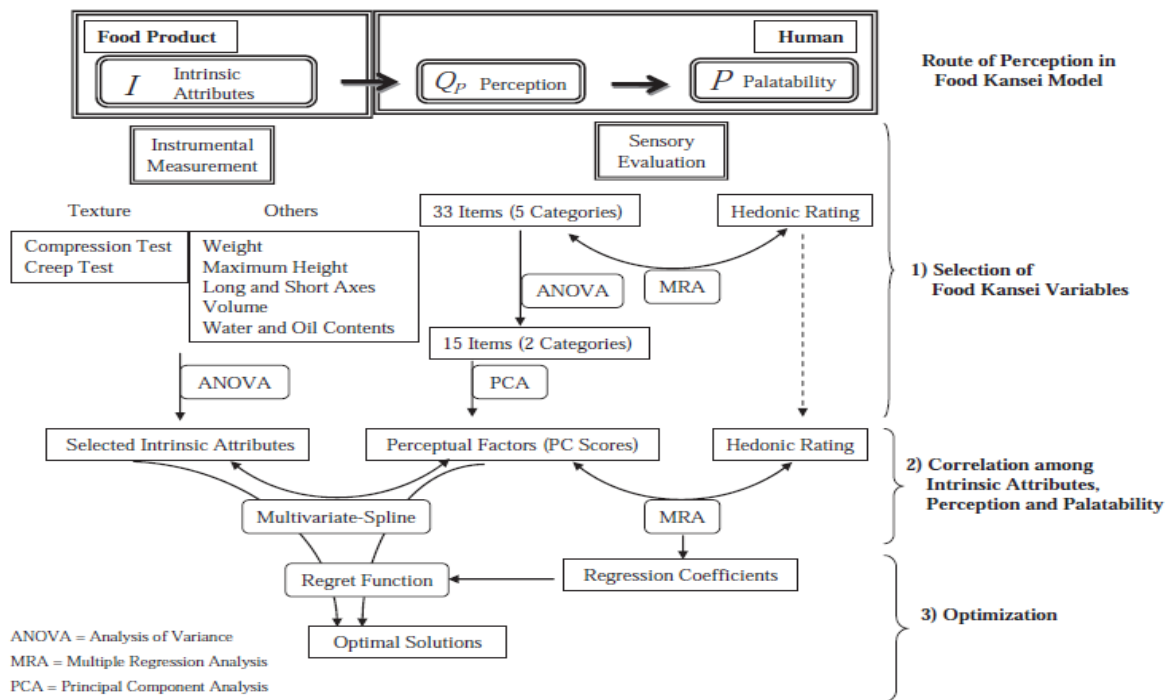 Food Product
Human
I Intrinsic
Attributes
Q_P Perception
P Palatability
Route of Perception in
Food Kansei Model
Instrumental
Measurement
Sensory
Evaluation
Texture
Others
Compression Test
Creep Test
Weight
Maximum Height
Long and Short Axes
Volume
Water and Oil Contents
33 Items (5 Categories)
Hedonic Rating
ANOVA
MRA
15 Items (2 Categories)
ANOVA
PCA
1) Selection of
Food Kansei Variables
Selected Intrinsic Attributes
Perceptual Factors (PC Scores)
Hedonic Rating
Multivariate-Spline
MRA
2) Correlation among
Intrinsic Attributes,
Perception and Palatability
Regret Function
Regression Coefficients
Optimal Solutions
3) Optimization
ANOVA = Analysis of Variance
MRA = Multiple Regression Analysis
PCA = Principal Component Analysis